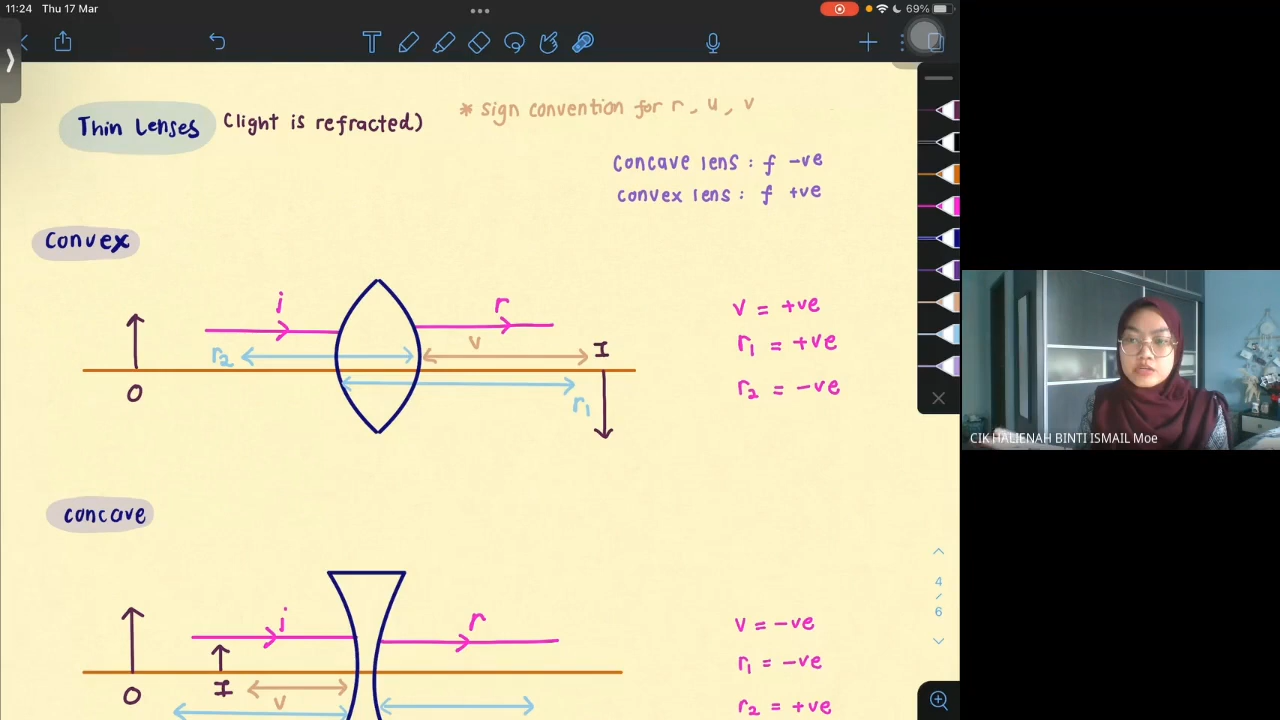 11:24 Thu 17 Mar
69%
T
Thin Lenses (light is refracted)
* sign convention for r, u, v
Concave lens : f -ve
Convex lens : f +ve
Convex
i
r
v = +ve
r₁ = +ve
r₂ = -ve
r₂
v
I
O
r₁
concave
i
r
v = -ve
r₁ = -ve
r₂ = +ve
O
I
v
4
/
6
CIK HALIENAH BINTI ISMAIL Moe